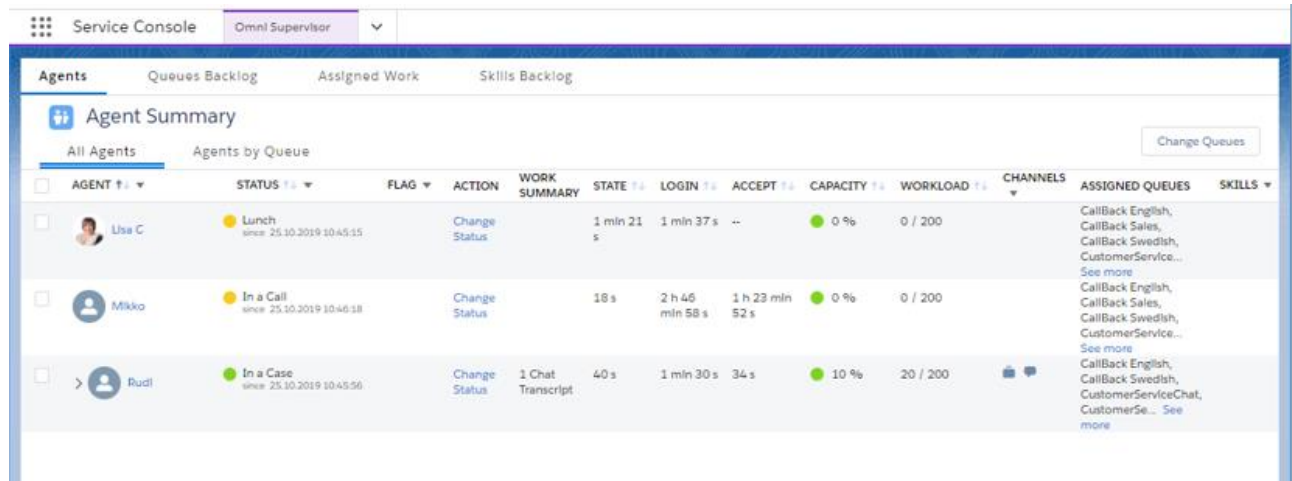 Service Console
Omni Supervisor
Agents Queues Backlog Assigned Work Skills Backlog
Agent Summary
Change Queues
All Agents Agents by Queue
AGENT STATUS FLAG ACTION WORK SUMMARY STATE LOGIN ACCEPT CAPACITY WORKLOAD CHANNELS ASSIGNED QUEUES SKILLS
Lisa C
Lunch
since 25.10.2019 10:45:15
Change
Status
1 min 21
s
1 min 37 s
--
0 %
0 / 200
CallBack English,
CallBack Sales,
CallBack Swedish,
CustomerService...
See more
Mikko
In a Call
since 25.10.2019 10:46:18
Change
Status
18 s
2 h 46
min 58 s
1 h 23 min
52 s
0 %
0 / 200
CallBack English,
CallBack Sales,
CallBack Swedish,
CustomerService...
See more
Rudi
In a Case
since 25.10.2019 10:45:56
Change
Status
1 Chat
Transcript
40 s
1 min 30 s
34 s
10 %
20 / 200
CallBack English,
CallBack Swedish,
CustomerServiceChat,
CustomerSe... See
more